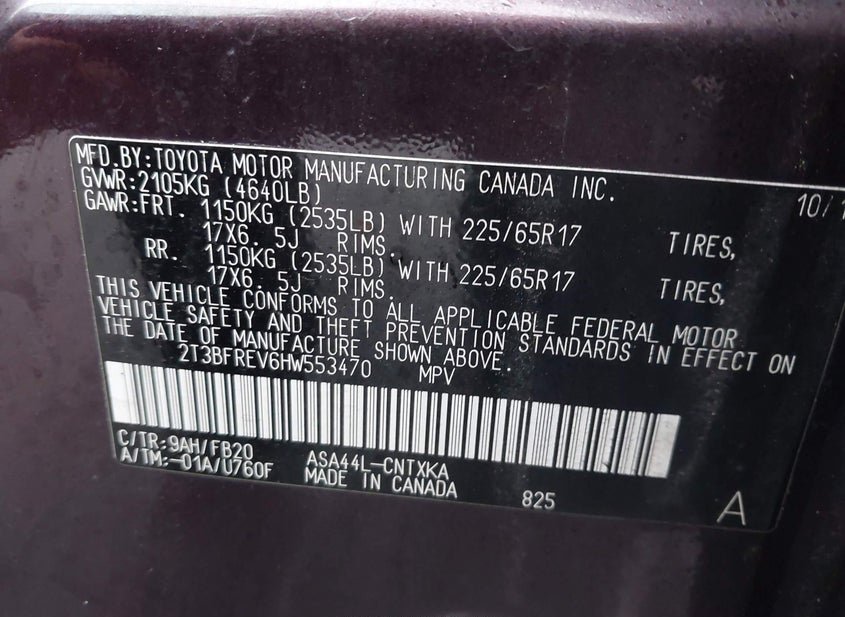 MFD.BY:TOYOTA MOTOR MANUFACTURING CANADA INC.
GVWR:2105KG (4640LB) 10/1
GAWR:FRT. 1150KG (2535LB) WITH 225/65R17 TIRES,
17X6. 5J RIMS.
RR. 1150KG (2535LB) WITH 225/65R17 TIRES,
17X6. 5J RIMS.
THIS VEHICLE CONFORMS TO ALL APPLICABLE FEDERAL MOTOR
VEHICLE SAFETY AND THEFT PREVENTION STANDARDS IN EFFECT ON
THE DATE OF MANUFACTURE SHOWN ABOVE.
2T3BFREV6HW553470 MPV
C/TR:9AH/FB20 ASA44L-CNTXKA
A/TM:-01A/U760F MADE IN CANADA 825 A